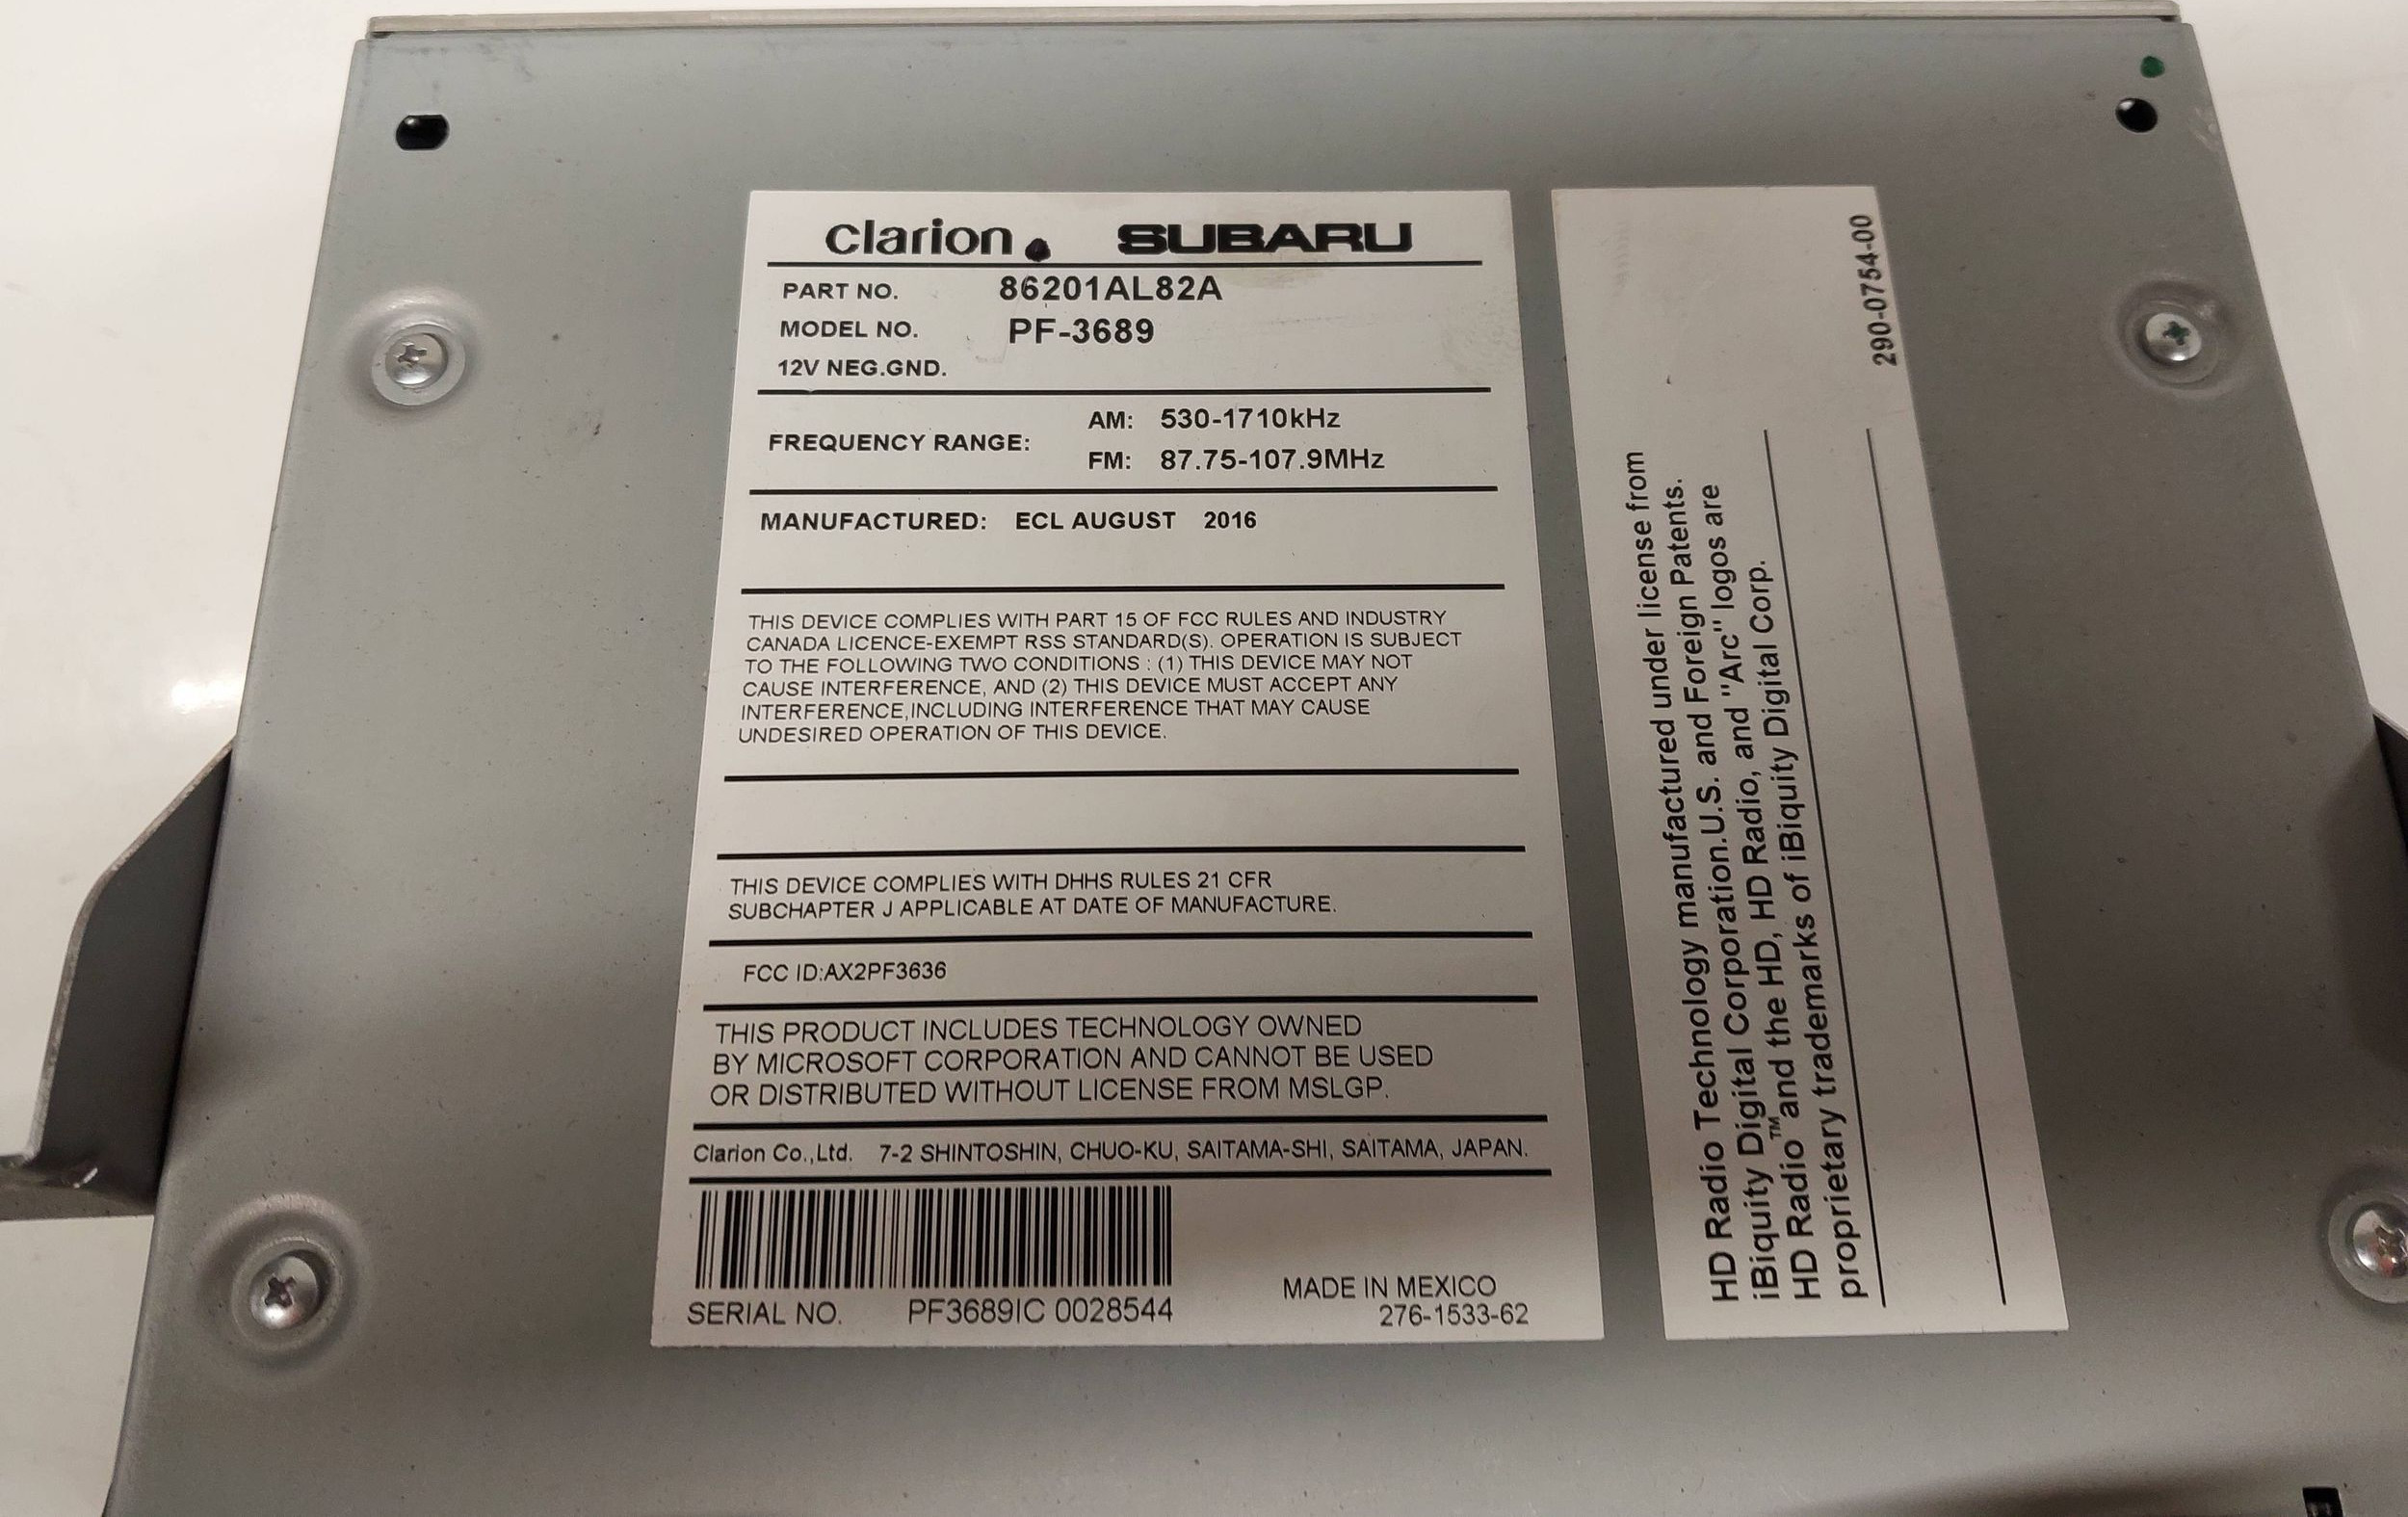 clarion. SUBARU
PART NO. 86201AL82A
MODEL NO. PF-3689
12V NEG.GND.
FREQUENCY RANGE: AM: 530-1710kHz
FM: 87.75-107.9MHz
MANUFACTURED: ECL AUGUST 2016
THIS DEVICE COMPLIES WITH PART 15 OF FCC RULES AND INDUSTRY
CANADA LICENCE-EXEMPT RSS STANDARD(S). OPERATION IS SUBJECT
TO THE FOLLOWING TWO CONDITIONS : (1) THIS DEVICE MAY NOT
CAUSE INTERFERENCE, AND (2) THIS DEVICE MUST ACCEPT ANY
INTERFERENCE,INCLUDING INTERFERENCE THAT MAY CAUSE
UNDESIRED OPERATION OF THIS DEVICE.
THIS DEVICE COMPLIES WITH DHHS RULES 21 CFR
SUBCHAPTER J APPLICABLE AT DATE OF MANUFACTURE.
FCC ID:AX2PF3636
THIS PRODUCT INCLUDES TECHNOLOGY OWNED
BY MICROSOFT CORPORATION AND CANNOT BE USED
OR DISTRIBUTED WITHOUT LICENSE FROM MSLGP.
Clarion Co.,Ltd. 7-2 SHINTOSHIN, CHUO-KU, SAITAMA-SHI, SAITAMA, JAPAN.
SERIAL NO. PF3689IC 0028544
MADE IN MEXICO
276-1533-62
HD Radio Technology manufactured under license from
iBiquity Digital Corporation.U.S. and Foreign Patents.
HD Radio™ and the HD, HD Radio, and "Arc" logos are
proprietary trademarks of iBiquity Digital Corp.
290-0754-00